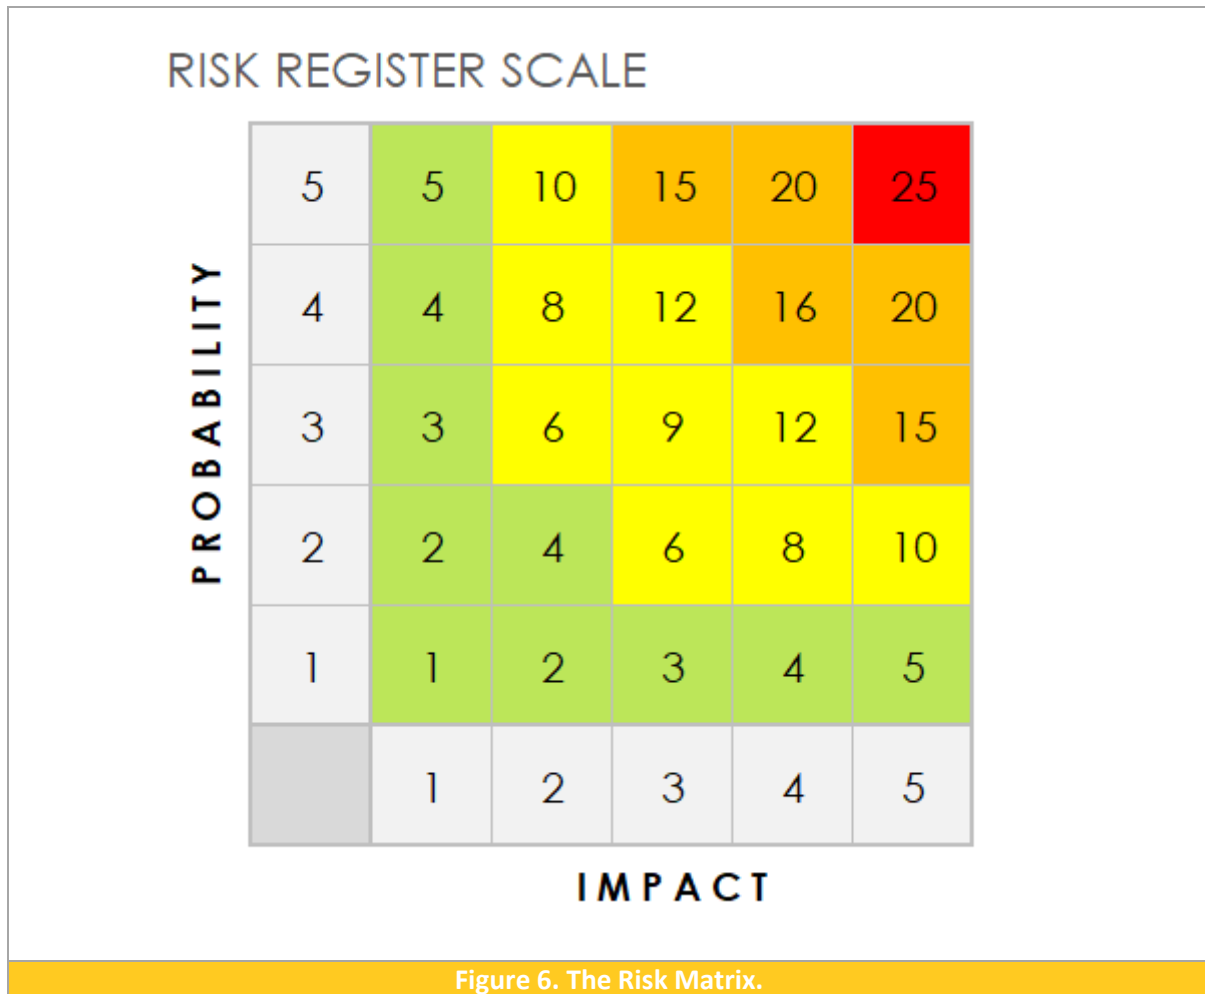 RISK REGISTER SCALE
PROBABILITY
5 5 10 15 20 25
4 4 8 12 16 20
3 3 6 9 12 15
2 2 4 6 8 10
1 1 2 3 4 5
1 2 3 4 5
IMPACT
Figure 6. The Risk Matrix.